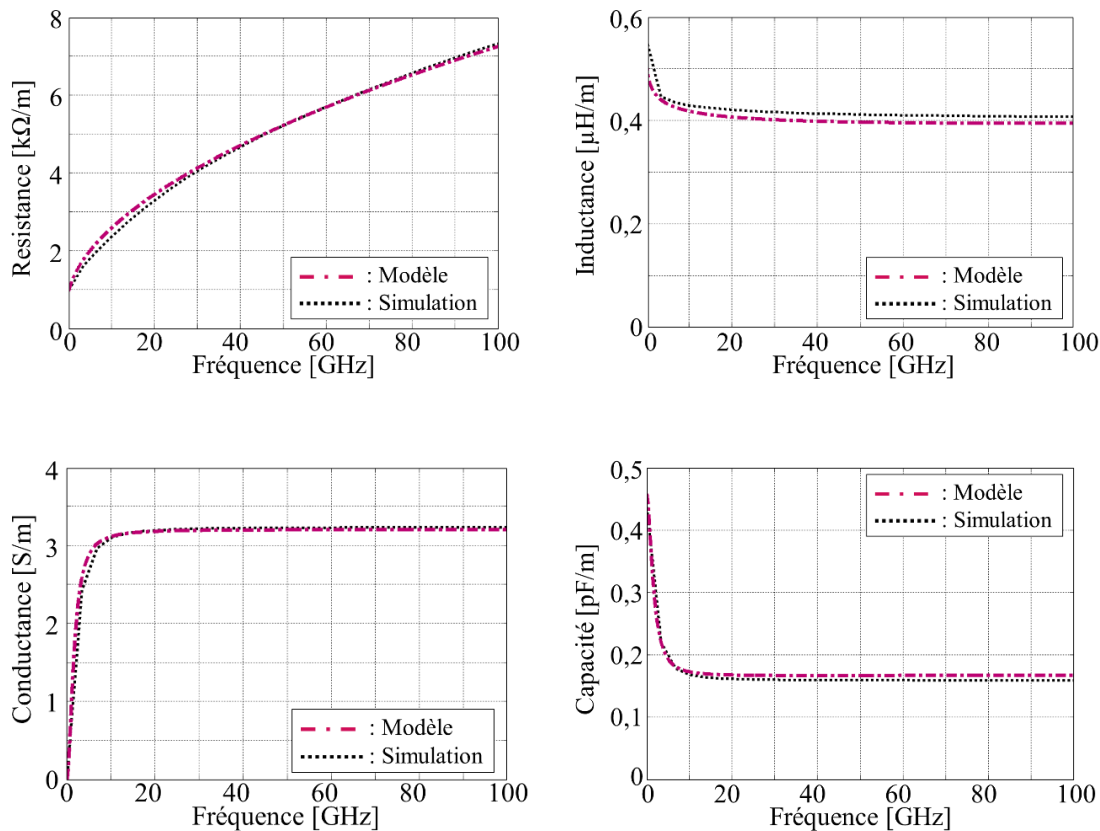 8
6
4
2
0
Resistance [kΩ/m]
: Modèle
: Simulation
0 20 40 60 80 100
Fréquence [GHz]
0,6
0,4
0,2
0
Inductance [µH/m]
: Modèle
: Simulation
0 20 40 60 80 100
Fréquence [GHz]
4
3
2
1
0
Conductance [S/m]
: Modèle
: Simulation
0 20 40 60 80 100
Fréquence [GHz]
0,5
0,4
0,3
0,2
0,1
0
Capacité [pF/m]
: Modèle
: Simulation
0 20 40 60 80 100
Fréquence [GHz]